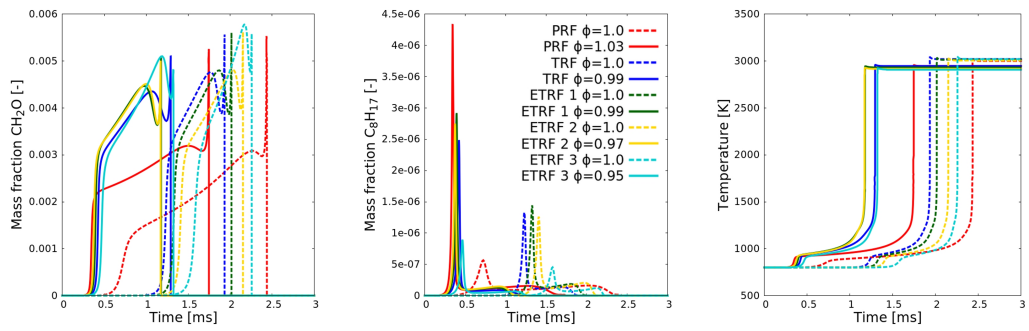 0.006
0.005
0.004
0.003
0.002
0.001
0
Mass fraction CH2O [-]
0 0.5 1 1.5 2 2.5 3
Time [ms]
4.5e-06
4e-06
3.5e-06
3e-06
2.5e-06
2e-06
1.5e-06
1e-06
5e-07
0
Mass fraction C8H17 [-]
PRF ϕ=1.0
PRF ϕ=1.03
TRF ϕ=1.0
TRF ϕ=0.99
ETRF 1 ϕ=1.0
ETRF 1 ϕ=0.99
ETRF 2 ϕ=1.0
ETRF 2 ϕ=0.97
ETRF 3 ϕ=1.0
ETRF 3 ϕ=0.95
0 0.5 1 1.5 2 2.5 3
Time [ms]
3500
3000
2500
2000
1500
1000
500
Temperature [K]
0 0.5 1 1.5 2 2.5 3
Time [ms]